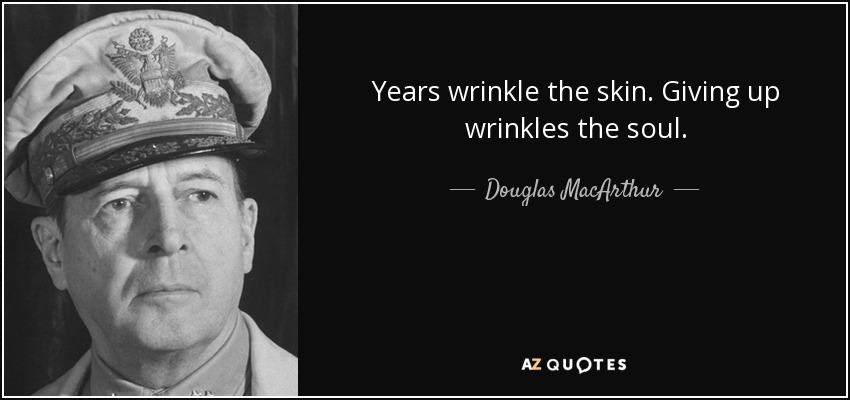 Years wrinkle the skin. Giving up
wrinkles the soul.
Douglas MacArthur
AZ QUOTES